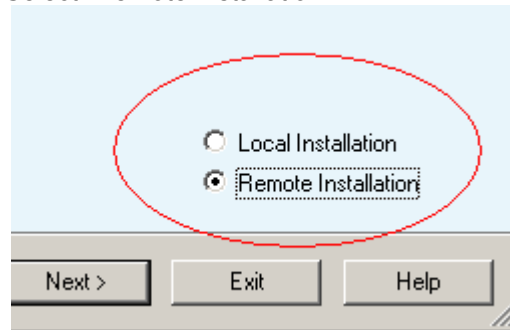 Local Installation
Remote Installation
Next >
Exit
Help